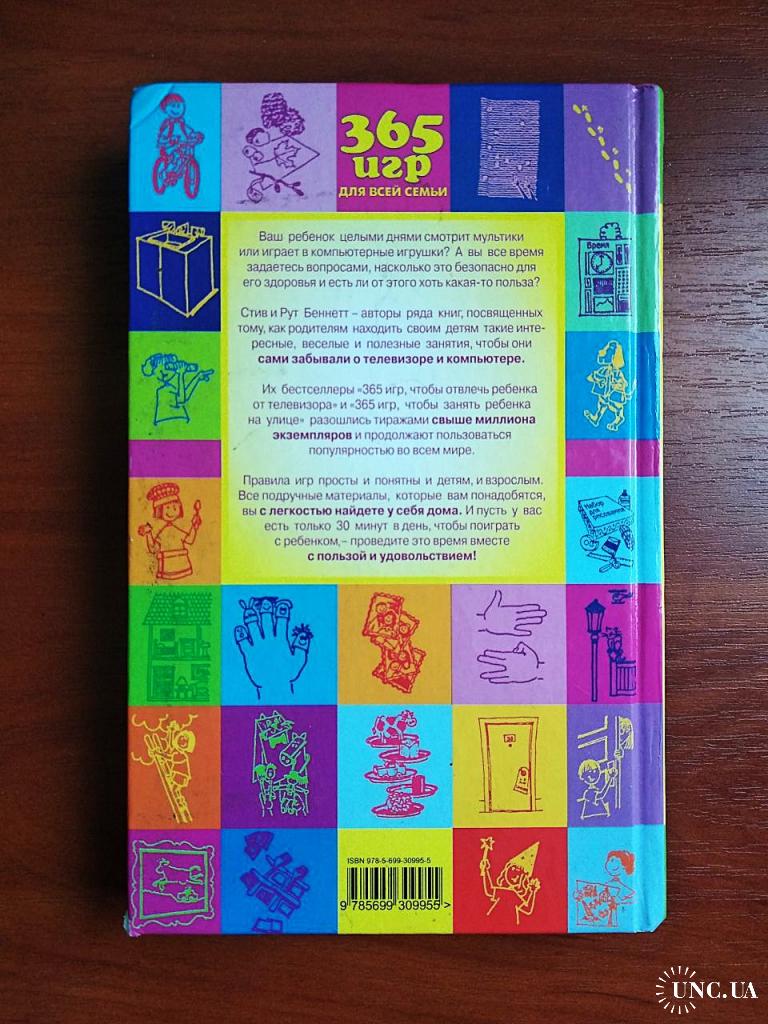 365
игр
ДЛЯ ВСЕЙ СЕМЬИ
Ваш ребенок целыми днями смотрит мультики
или играет в компьютерные игрушки? А вы все время
задаетесь вопросами, насколько это безопасно для
его здоровья и есть ли от этого хоть какая-то польза?
Стив и Рут Беннетт – авторы ряда книг, посвященных
тому, как родителям находить своим детям такие инте-
ресные, веселые и полезные занятия, чтобы они
сами забывали о телевизоре и компьютере.
Их бестселлеры «365 игр, чтобы отвлечь ребенка
от телевизора» и «365 игр, чтобы занять ребенка
на улице» разошлись тиражами свыше миллиона
экземпляров и продолжают пользоваться
популярностью во всем мире.
Правила игр просты и понятны и детям, и взрослым.
Все подручные материалы, которые вам понадобятся,
вы с легкостью найдете у себя дома. И пусть у вас
есть только 30 минут в день, чтобы поиграть
с ребенком,– проведите это время вместе
с пользой и удовольствием!
Время
Набор
для
рисования
ISBN 978-5-699-30995-5
9 785699 309955 >
UNC.UA